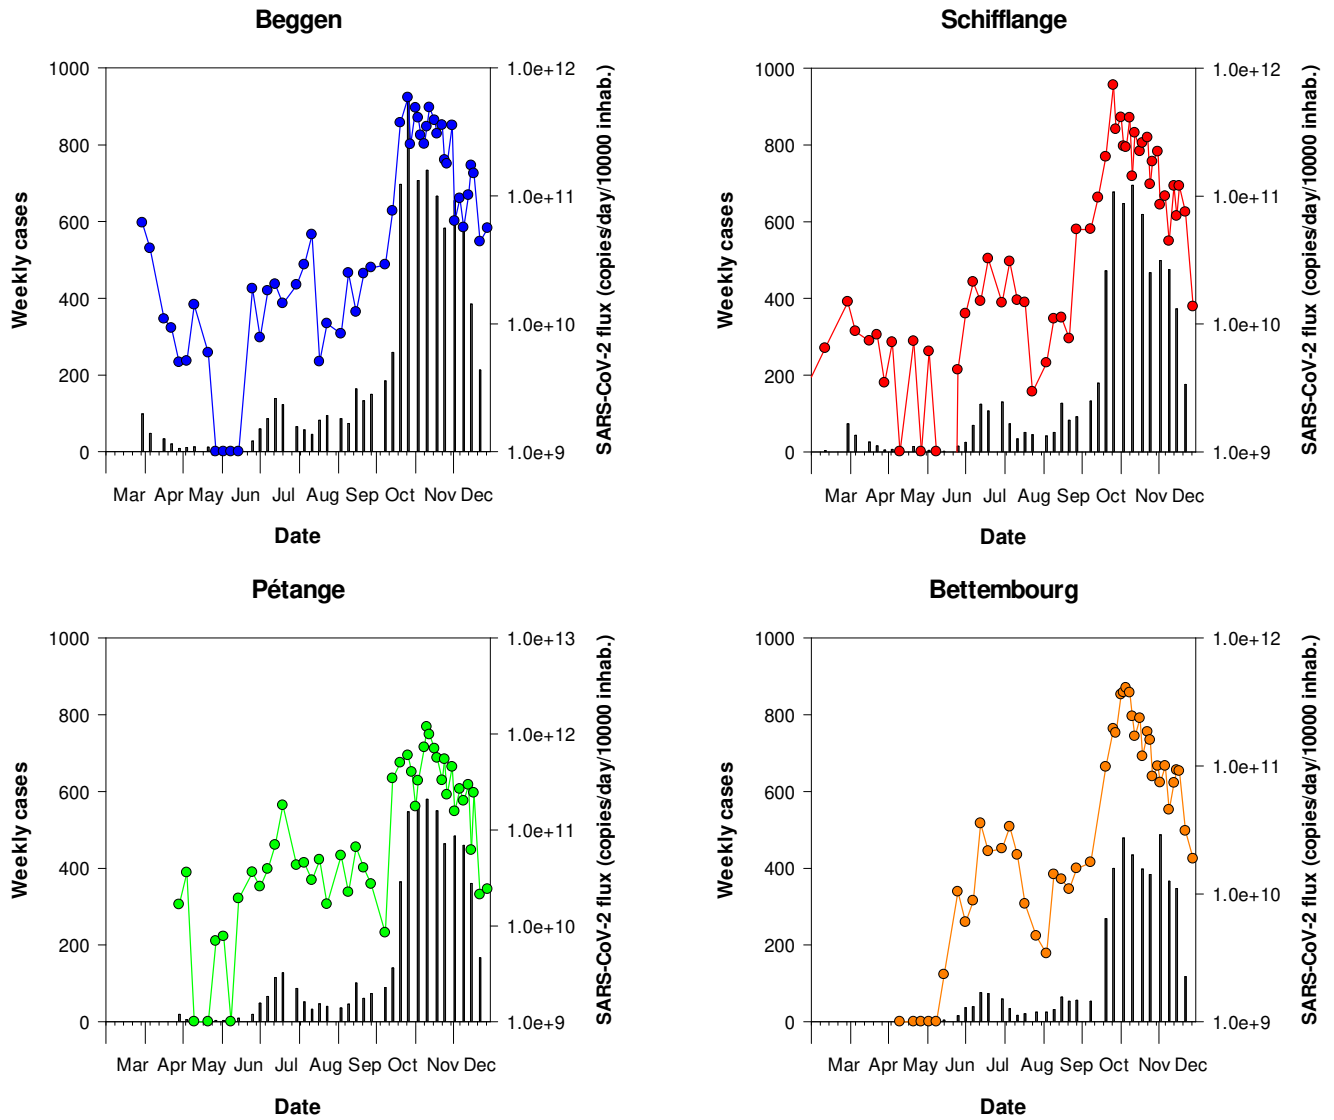 Beggen
1000
800
600
400
200
0
1.0e+12
1.0e+11
1.0e+10
1.0e+9
Weekly cases
SARS-CoV-2 flux (copies/day/10000 inhab.)
Mar Apr May Jun Jul Aug Sep Oct Nov Dec
Date
Schifflange
1000
800
600
400
200
0
1.0e+12
1.0e+11
1.0e+10
1.0e+9
Weekly cases
SARS-CoV-2 flux (copies/day/10000 inhab.)
Mar Apr May Jun Jul Aug Sep Oct Nov Dec
Date
Pétange
1000
800
600
400
200
0
1.0e+13
1.0e+12
1.0e+11
1.0e+10
1.0e+9
Weekly cases
SARS-CoV-2 flux (copies/day/10000 inhab.)
Mar Apr May Jun Jul Aug Sep Oct Nov Dec
Date
Bettembourg
1000
800
600
400
200
0
1.0e+12
1.0e+11
1.0e+10
1.0e+9
Weekly cases
SARS-CoV-2 flux (copies/day/10000 inhab.)
Mar Apr May Jun Jul Aug Sep Oct Nov Dec
Date